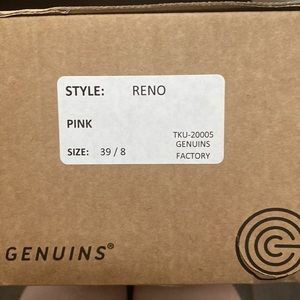 STYLE: RENO
PINK
TKU-20005
GENUINS
SIZE: 39 / 8
FACTORY
GENUINS®